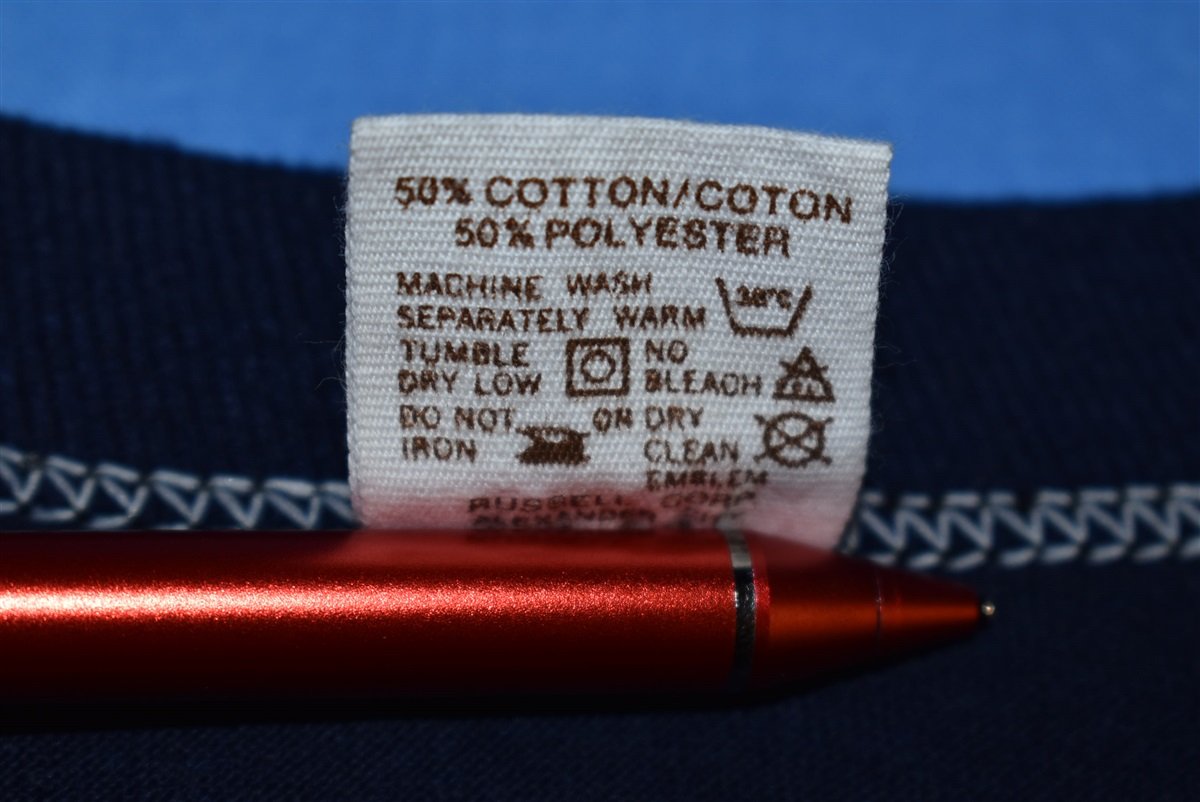 50% COTTON/COTON
50% POLYESTER
MACHINE WASH
SEPARATELY WARM
TUMBLE
DRY LOW
NO
BLEACH
DO NOT
IRON
OR DRY
CLEAN
EMBLEM
RUSSELL CORP